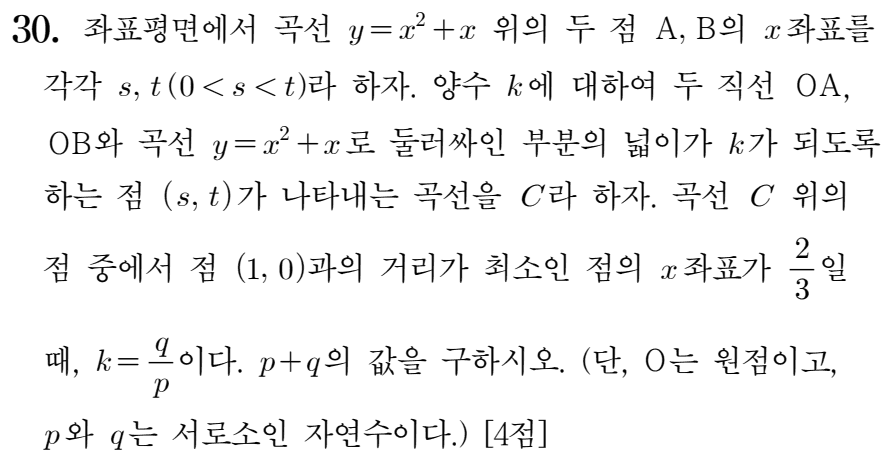 30. 좌표평면에서 곡선 y=x²+x 위의 두 점 A, B의 x좌표를
각각 s, t(0<s<t)라 하자. 양수 k에 대하여 두 직선 OA,
OB와 곡선 y=x²+x로 둘러싸인 부분의 넓이가 k가 되도록
하는 점 (s, t)가 나타내는 곡선을 C라 하자. 곡선 C 위의
점 중에서 점 (1, 0)과의 거리가 최소인 점의 x좌표가 2/3일
때, k=q/p이다. p+q의 값을 구하시오. (단, O는 원점이고,
p와 q는 서로소인 자연수이다.) [4점]